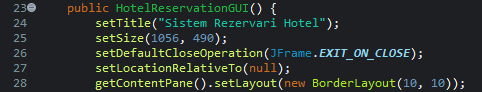 23 public HotelReservationGUI() {
24 setTitle("Sistem Rezervari Hotel");
25 setSize(1056, 490);
26 setDefaultCloseOperation(JFrame.EXIT_ON_CLOSE);
27 setLocationRelativeTo(null);
28 getContentPane().setLayout(new BorderLayout(10, 10));